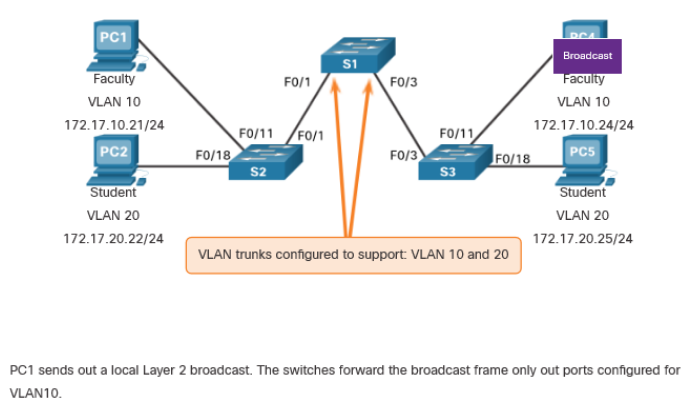 PC1
Faculty
VLAN 10
172.17.10.21/24
PC2
Student
VLAN 20
172.17.20.22/24
F0/11
F0/18
F0/1
S2
F0/1
S1
F0/3
F0/3
S3
F0/11
F0/18
PC4
Broadcast
Faculty
VLAN 10
172.17.10.24/24
PC5
Student
VLAN 20
172.17.20.25/24
VLAN trunks configured to support: VLAN 10 and 20
PC1 sends out a local Layer 2 broadcast. The switches forward the broadcast frame only out ports configured for
VLAN10.